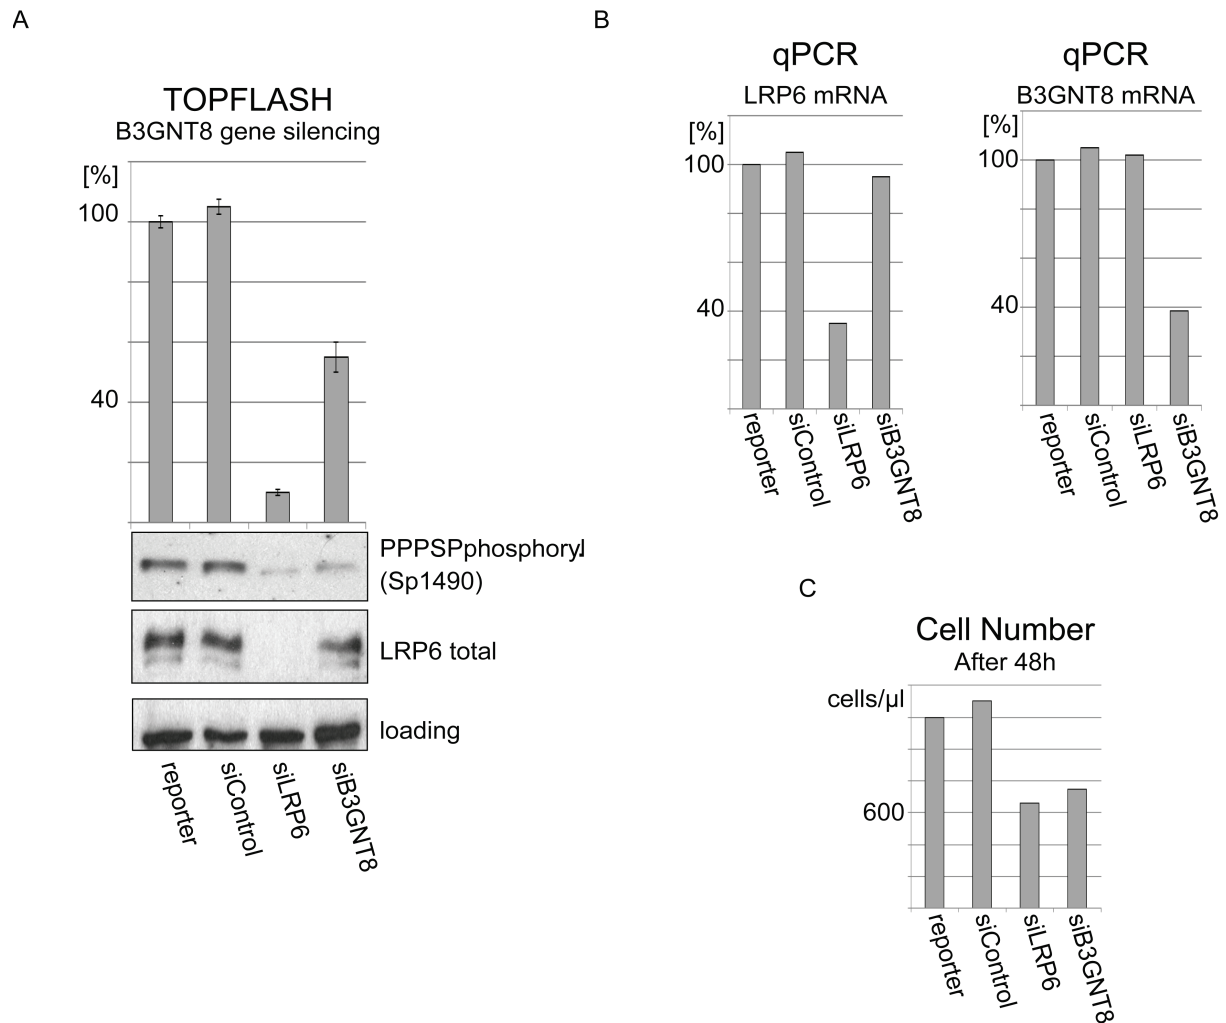 A
TOPFLASH
B3GNT8 gene silencing
[%]
100
40
PPPSPphosphoryl
(Sp1490)
LRP6 total
loading
reporter
siControl
siLRP6
siB3GNT8
B
qPCR
LRP6 mRNA
[%]
100
40
reporter
siControl
siLRP6
siB3GNT8
qPCR
B3GNT8 mRNA
[%]
100
40
reporter
siControl
siLRP6
siB3GNT8
C
Cell Number
After 48h
cells/µl
600
reporter
siControl
siLRP6
siB3GNT8